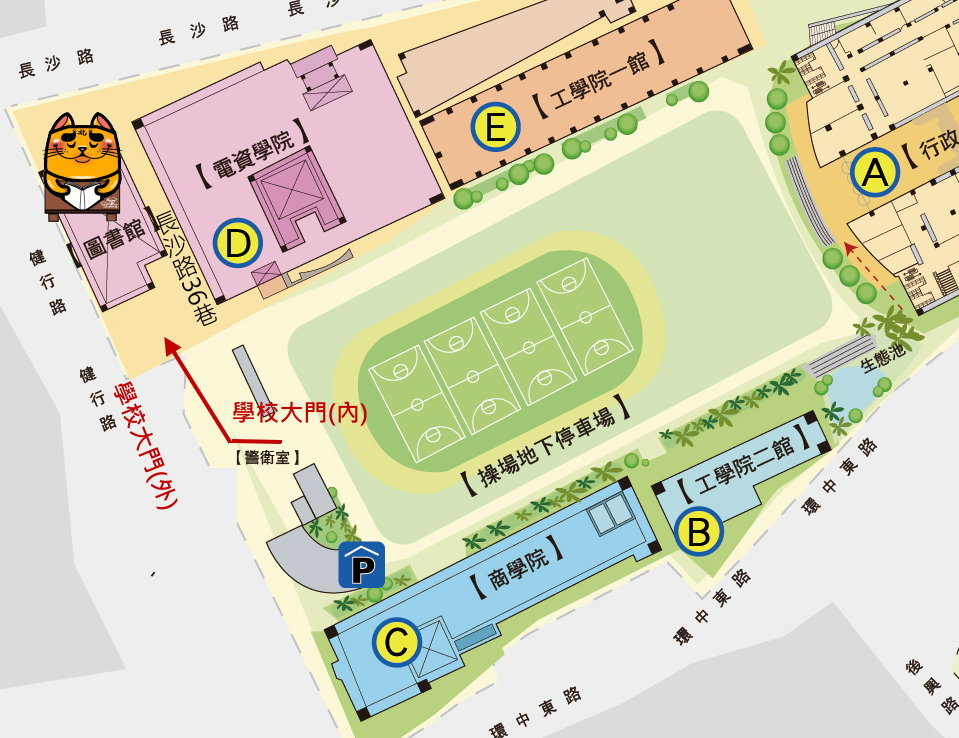 長沙路
長沙路
長沙
【工學院一館】
E
【電資學院】
【行政
A
北
圖書館
長沙路36巷
D
健行路
生態池
健行路
學校大門(外)
學校大門(內)
【警衛室】
【操場地下停車場】
【工學院二館】
環中東路
B
P
【商學院】
C
環中東路
環中東路
後興路